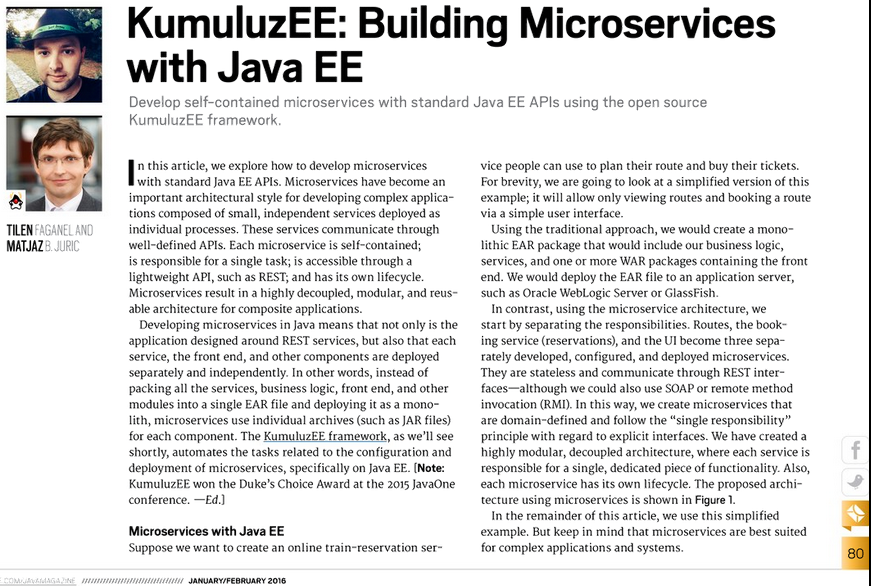 KumuluzEE: Building Microservices
with Java EE
Develop self-contained microservices with standard Java EE APIs using the open source
KumuluzEE framework.
TILEN FAGANEL AND
MATJAZ B. JURIC
In this article, we explore how to develop microservices
with standard Java EE APIs. Microservices have become an
important architectural style for developing complex applica-
tions composed of small, independent services deployed as
individual processes. These services communicate through
well-defined APIs. Each microservice is self-contained;
is responsible for a single task; is accessible through a
lightweight API, such as REST; and has its own lifecycle.
Microservices result in a highly decoupled, modular, and reus-
able architecture for composite applications.
Developing microservices in Java means that not only is the
application designed around REST services, but also that each
service, the front end, and other components are deployed
separately and independently. In other words, instead of
packing all the services, business logic, front end, and other
modules into a single EAR file and deploying it as a mono-
lith, microservices use individual archives (such as JAR files)
for each component. The KumuluzEE framework, as we'll see
shortly, automates the tasks related to the configuration and
deployment of microservices, specifically on Java EE. [Note:
KumuluzEE won the Duke's Choice Award at the 2015 JavaOne
conference. —Ed.]
Microservices with Java EE
Suppose we want to create an online train-reservation ser-
vice people can use to plan their route and buy their tickets.
For brevity, we are going to look at a simplified version of this
example; it will allow only viewing routes and booking a route
via a simple user interface.
Using the traditional approach, we would create a mono-
lithic EAR package that would include our business logic,
services, and one or more WAR packages containing the front
end. We would deploy the EAR file to an application server,
such as Oracle WebLogic Server or GlassFish.
In contrast, using the microservice architecture, we
start by separating the responsibilities. Routes, the book-
ing service (reservations), and the UI become three sepa-
rately developed, configured, and deployed microservices.
They are stateless and communicate through REST inter-
faces—although we could also use SOAP or remote method
invocation (RMI). In this way, we create microservices that
are domain-defined and follow the "single responsibility"
principle with regard to explicit interfaces. We have created a
highly modular, decoupled architecture, where each service is
responsible for a single, dedicated piece of functionality. Also,
each microservice has its own lifecycle. The proposed archi-
tecture using microservices is shown in Figure 1.
In the remainder of this article, we use this simplified
example. But keep in mind that microservices are best suited
for complex applications and systems.
80
.COM/JAVAMAGAZINE //////////////////////////////// JANUARY/FEBRUARY 2016